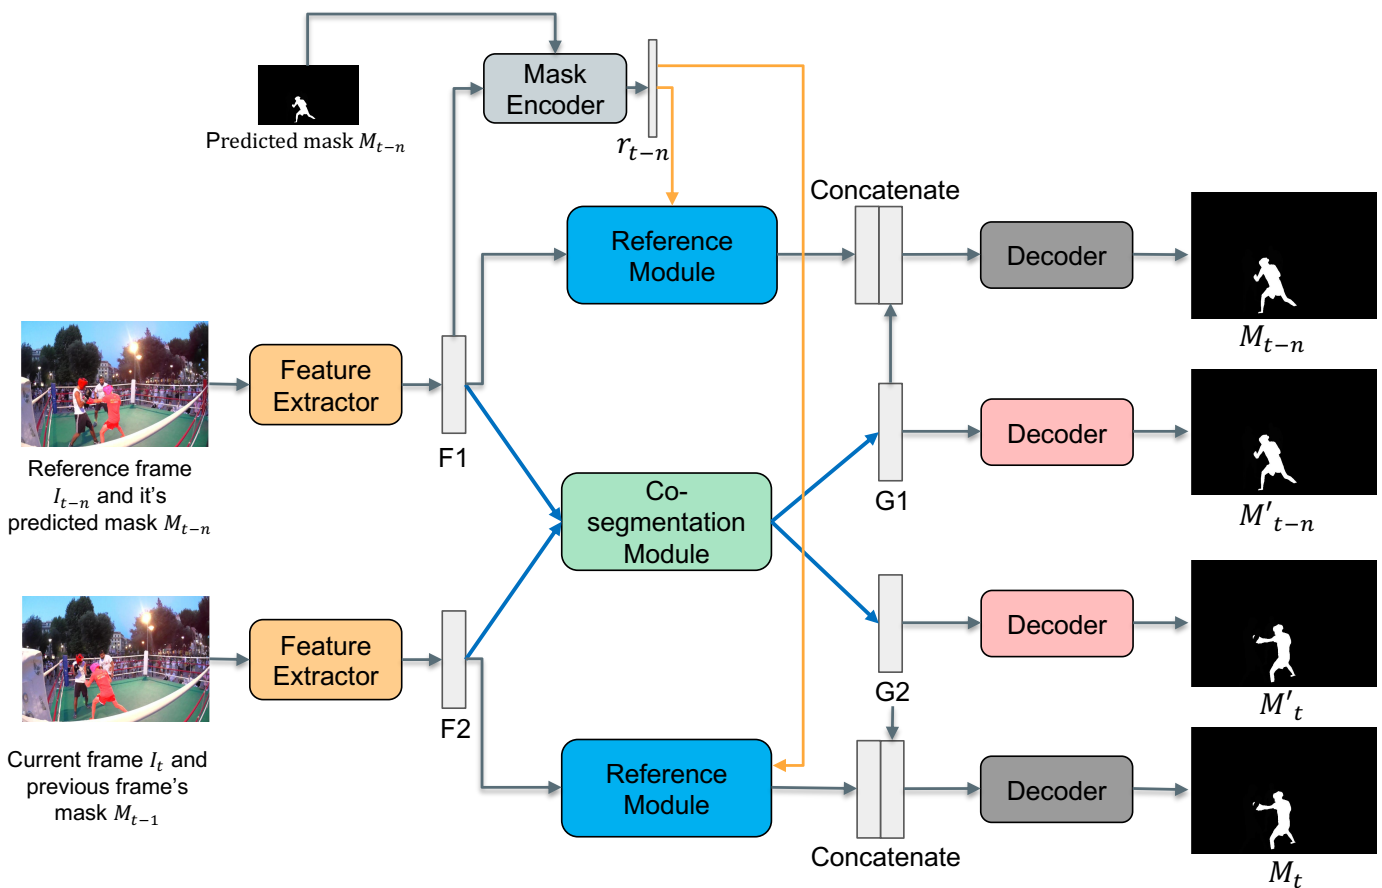 Mask
Encoder
Predicted mask M_{t−n}
r_{t−n}
Concatenate
Reference
Module
Decoder
M_{t−n}
Feature
Extractor
F1
Reference frame
I_{t−n} and it's
predicted mask M_{t−n}
Decoder
G1
M'_{t−n}
Co-
segmentation
Module
Feature
Extractor
F2
Decoder
G2
M'_t
Current frame I_t and
previous frame's
mask M_{t−1}
Reference
Module
Decoder
Concatenate
M_t